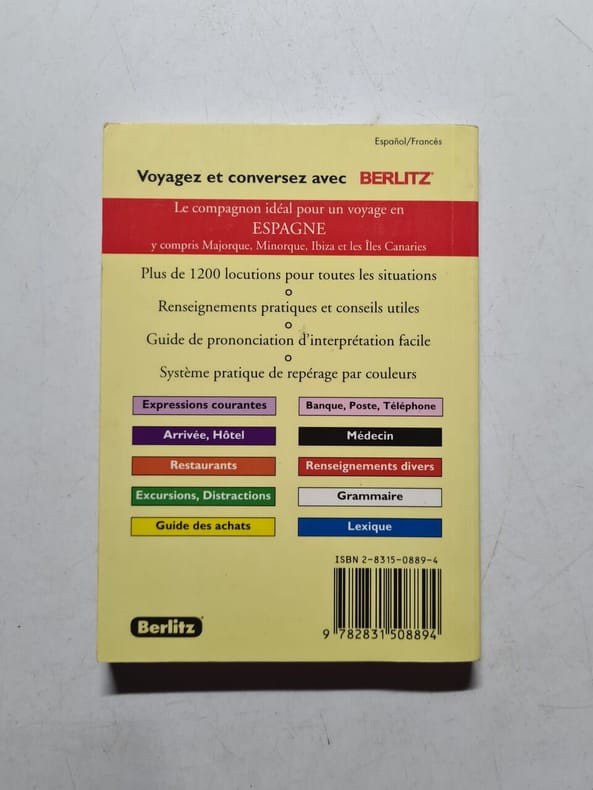 Español/Francés
Voyagez et conversez avec BERLITZ®
Le compagnon idéal pour un voyage en
ESPAGNE
y compris Majorque, Minorque, Ibiza et les Îles Canaries
Plus de 1200 locutions pour toutes les situations
Renseignements pratiques et conseils utiles
Guide de prononciation d'interprétation facile
Système pratique de repérage par couleurs
Expressions courantes
Banque, Poste, Téléphone
Arrivée, Hôtel
Médecin
Restaurants
Renseignements divers
Excursions, Distractions
Grammaire
Guide des achats
Lexique
ISBN 2-8315-0889-4
9 782831 508894
Berlitz®